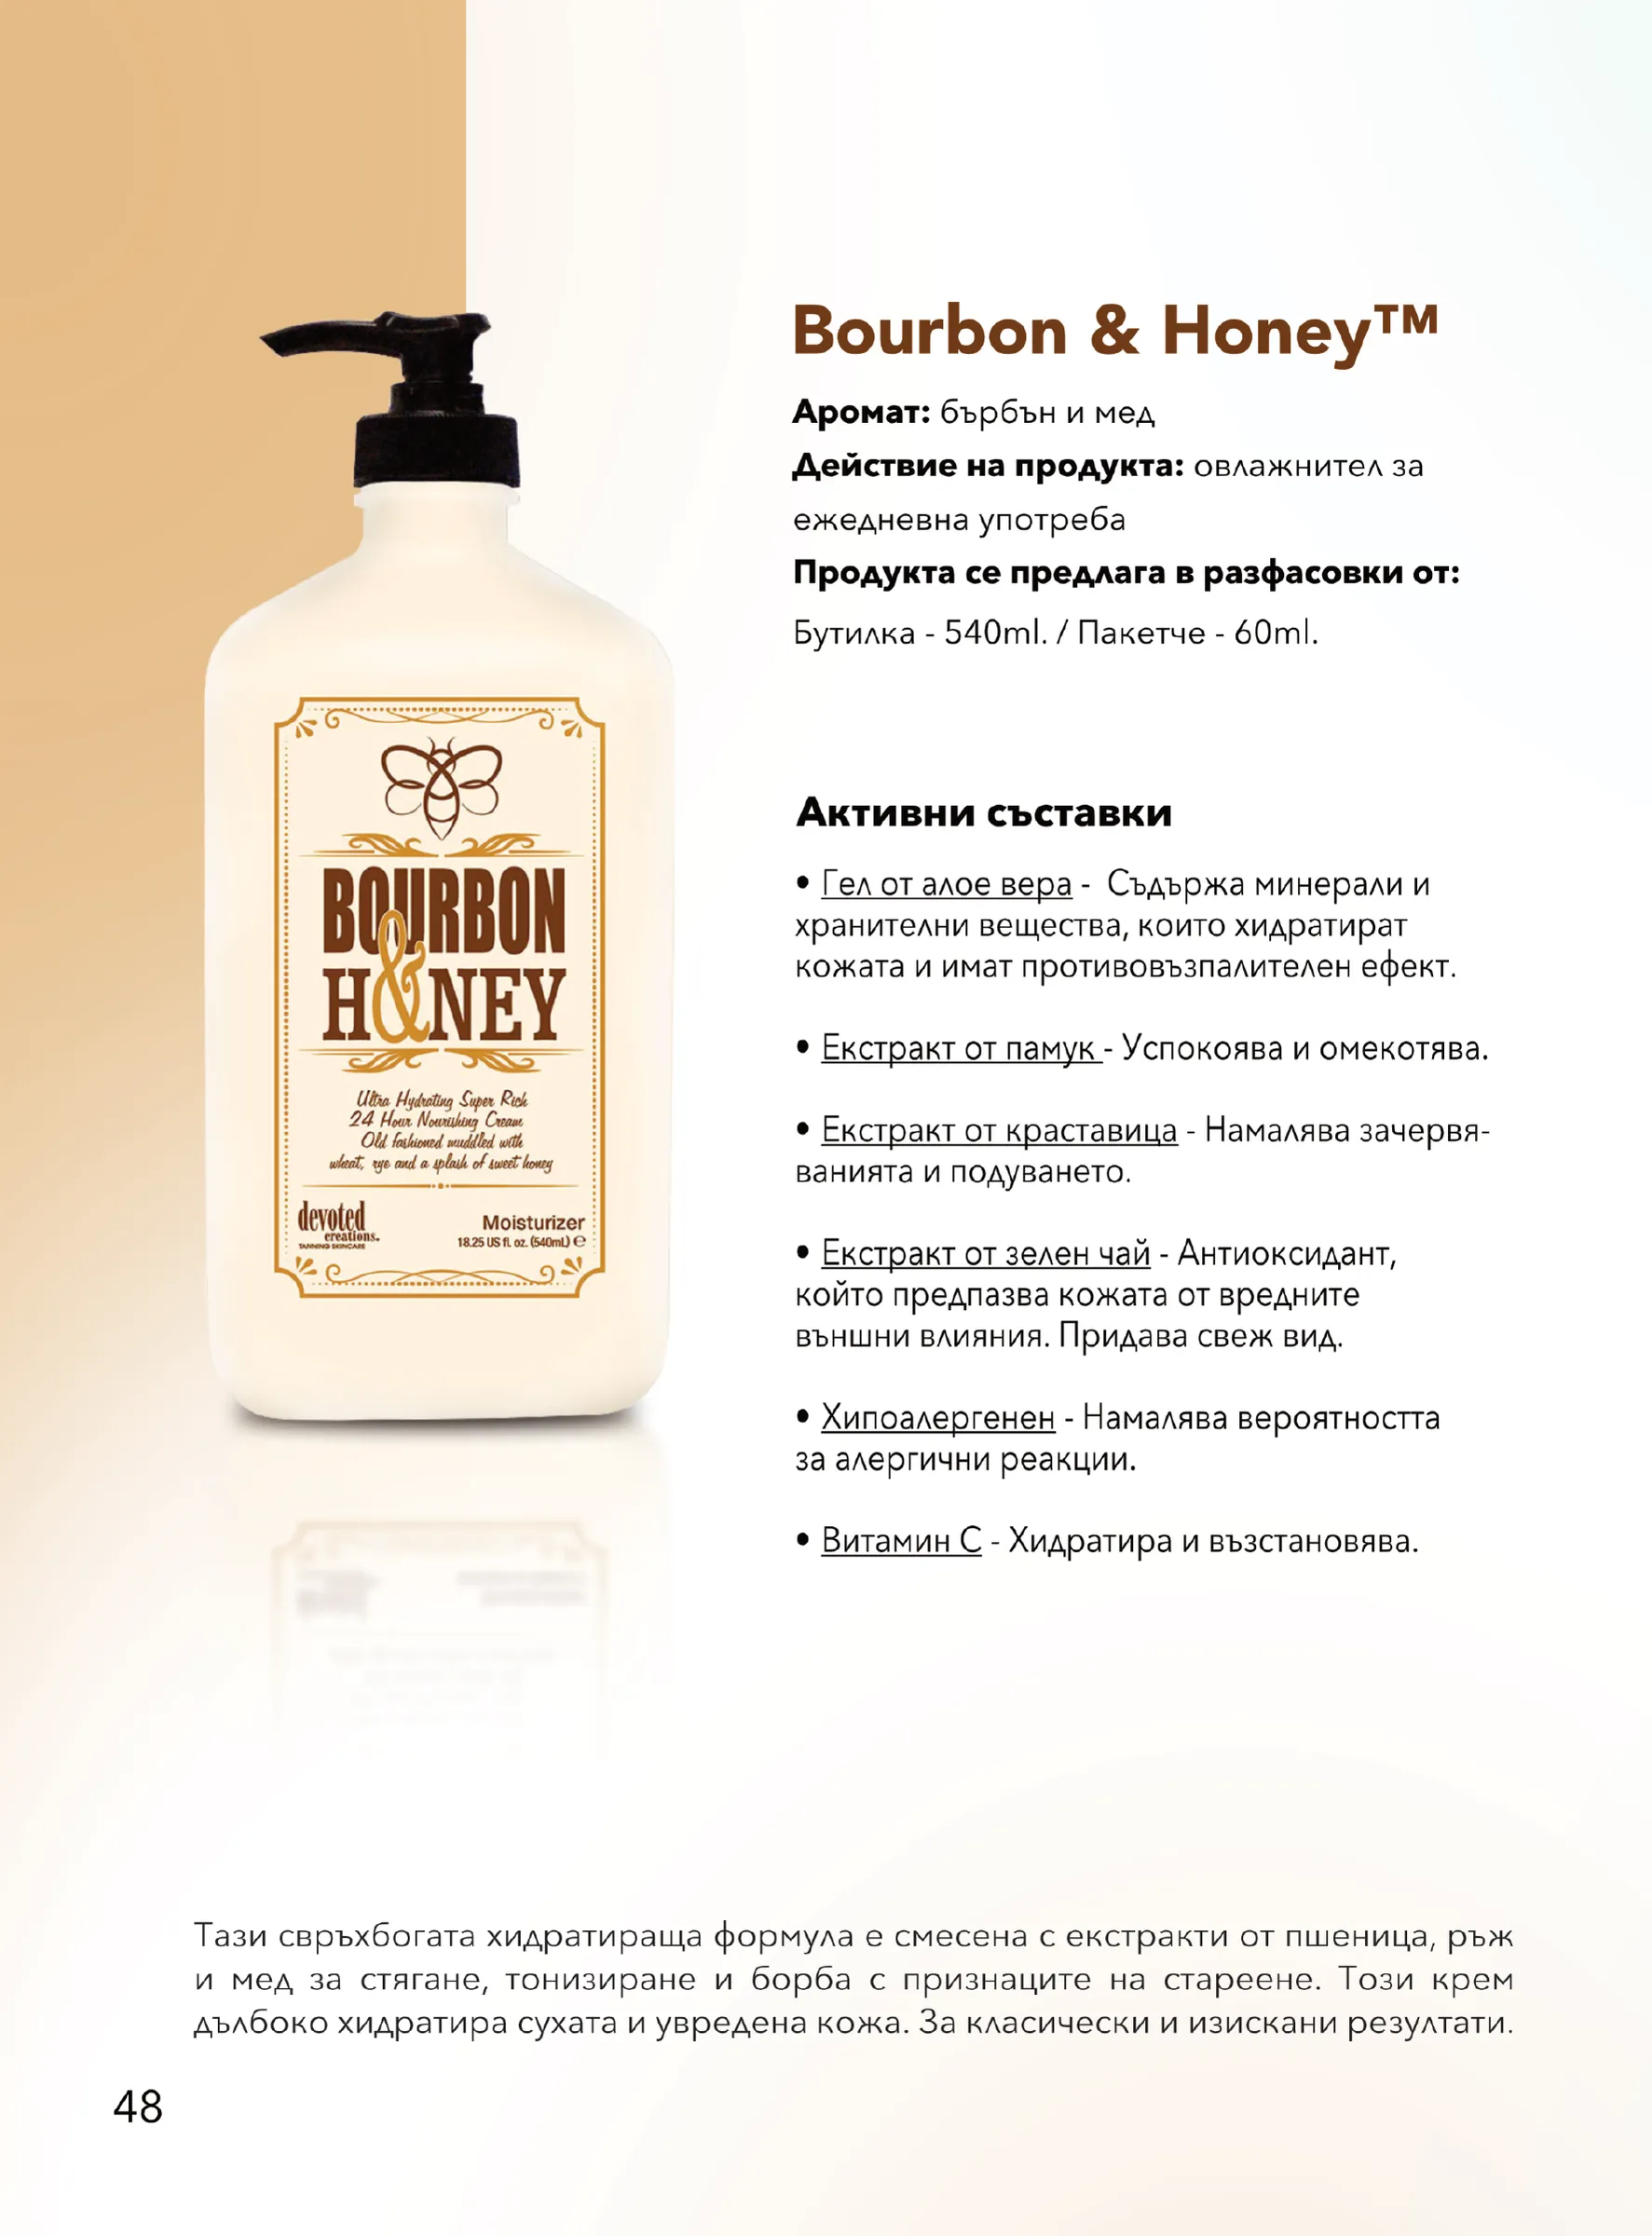 Bourbon & Honey™
Аромат: бърбън и мед
Действие на продукта: овлажнител за
ежедневна употреба
Продукта се предлага в разфасовки от:
Бутилка - 540ml. / Пакетче - 60ml.
BOURBON
&
HONEY
Ultra Hydrating Super Rich
24 Hour Nourishing Cream
Old fashioned muddled with
wheat, rye and a splash of sweet honey
devoted
creations.
TANNING SKINCARE
Moisturizer
18.25 US fl. oz. (540mL) ℮
Активни съставки
• Гел от алое вера -  Съдържа минерали и
хранителни вещества, които хидратират
кожата и имат противовъзпалителен ефект.
• Екстракт от памук - Успокоява и омекотява.
• Екстракт от краставица - Намалява зачервя-
ванията и подуването.
• Екстракт от зелен чай - Антиоксидант,
който предпазва кожата от вредните
външни влияния. Придава свеж вид.
• Хипоалергенен - Намалява вероятността
за алергични реакции.
• Витамин C - Хидратира и възстановява.
Тази свръхбогата хидратираща формула е смесена с екстракти от пшеница, ръж
и мед за стягане, тонизиране и борба с признаците на стареене. Този крем
дълбоко хидратира сухата и увредена кожа. За класически и изискани резултати.
48